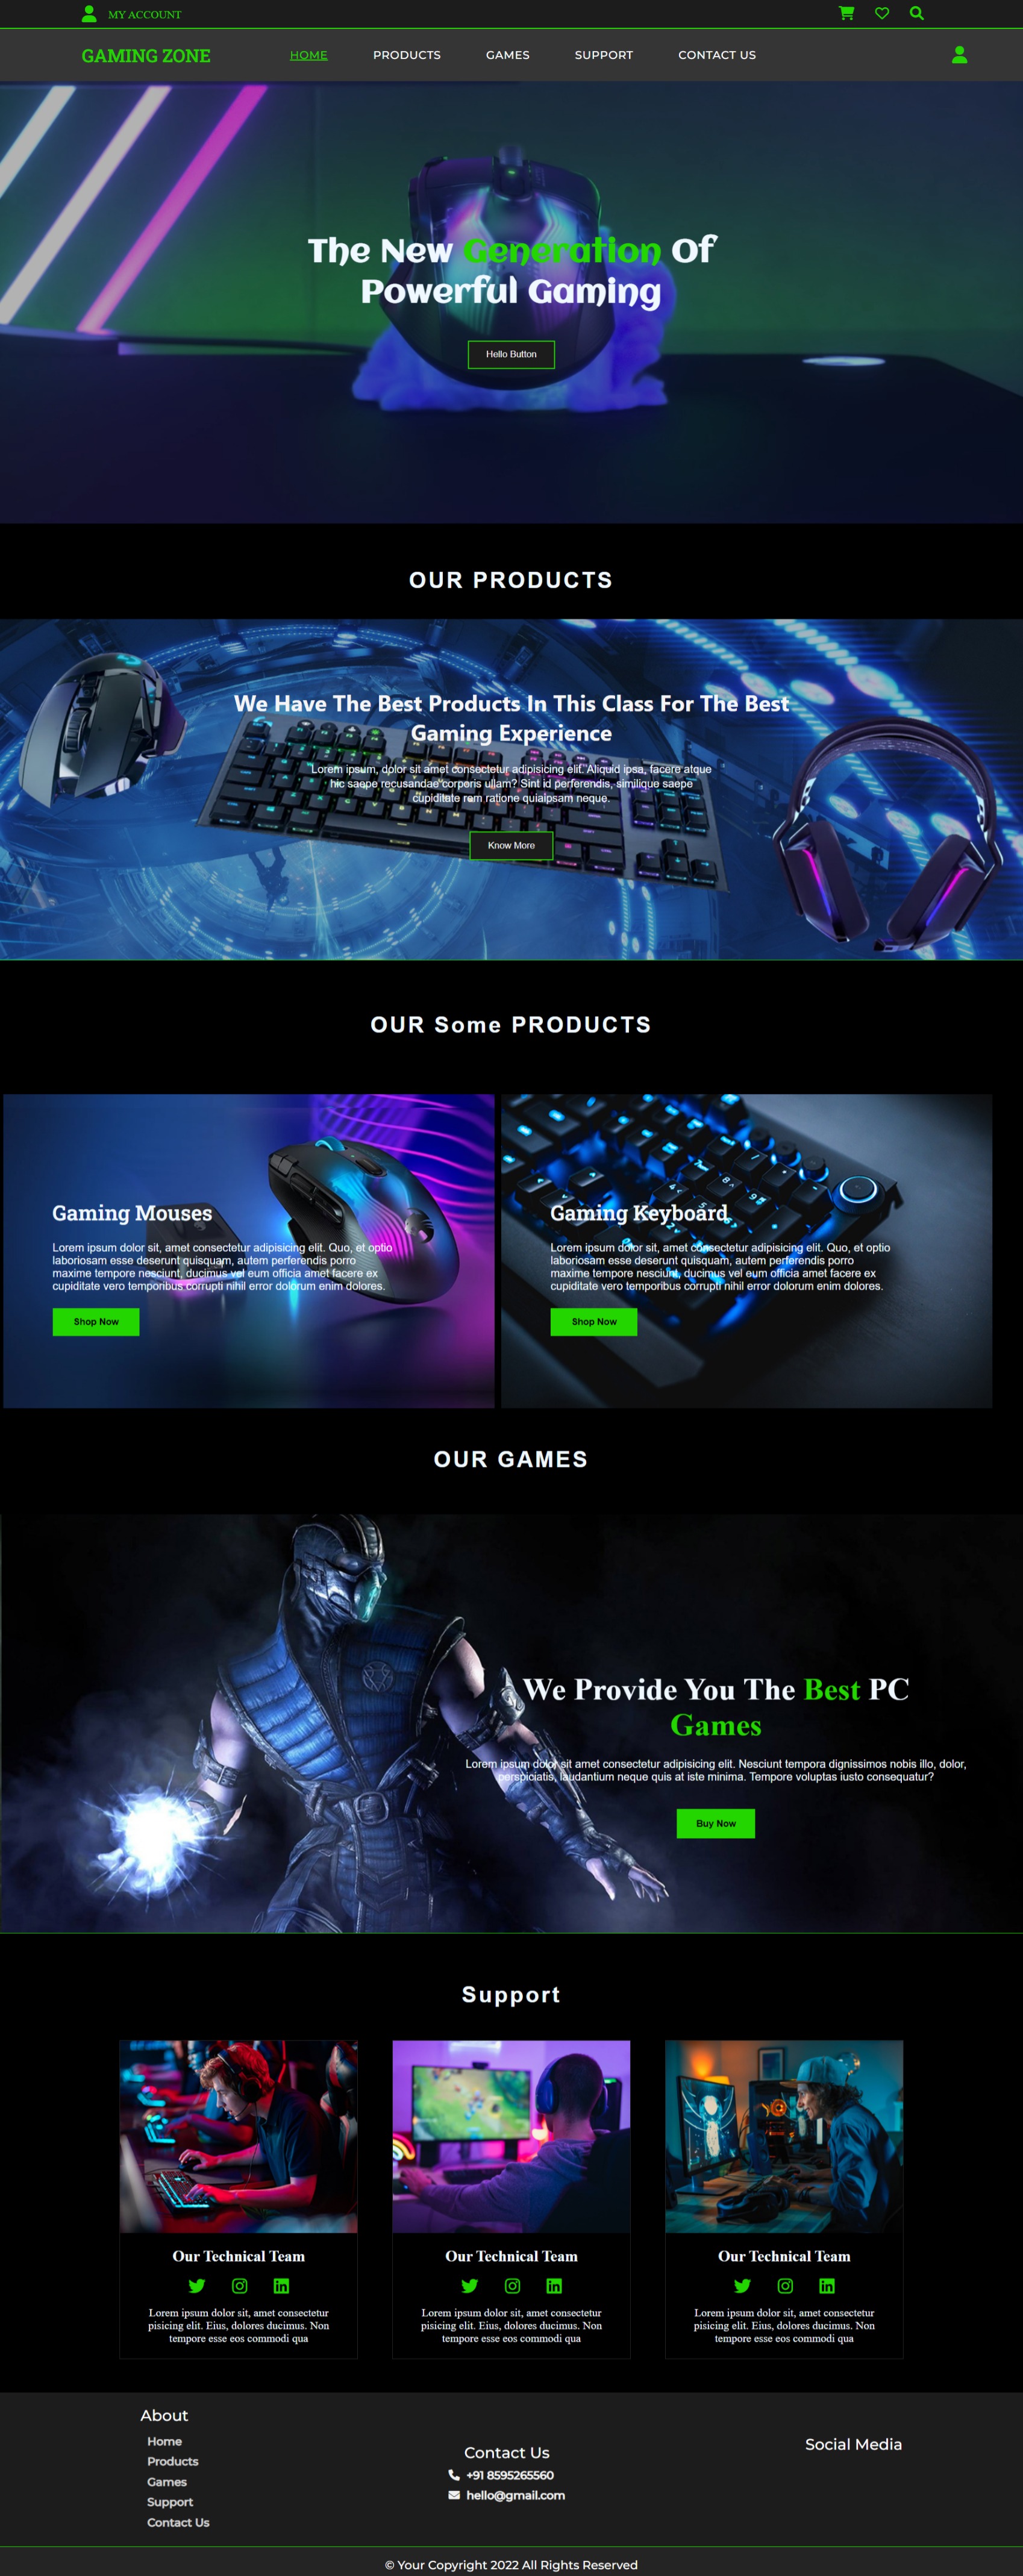 MY ACCOUNT
GAMING ZONE
HOME
PRODUCTS
GAMES
SUPPORT
CONTACT US
The New Generation Of
Powerful Gaming
Hello Button
OUR PRODUCTS
We Have The Best Products In This Class For The Best
Gaming Experience
Lorem ipsum, dolor sit amet consectetur adipisicing elit. Aliquid ipsa, facere atque
hic saepe recusandae corporis ullam? Sint id perferendis, similique saepe
cupiditate rem ratione quiaipsam neque.
Know More
OUR Some PRODUCTS
Gaming Mouses
Lorem ipsum dolor sit, amet consectetur adipisicing elit. Quo, et optio
laboriosam esse deserunt quisquam, autem perferendis porro
maxime tempore nesciunt, ducimus vel eum officia amet facere ex
cupiditate vero temporibus corrupti nihil error dolorum enim dolores.
Shop Now
Gaming Keyboard
Lorem ipsum dolor sit, amet consectetur adipisicing elit. Quo, et optio
laboriosam esse deserunt quisquam, autem perferendis porro
maxime tempore nesciunt, ducimus vel eum officia amet facere ex
cupiditate vero temporibus corrupti nihil error dolorum enim dolores.
Shop Now
OUR GAMES
We Provide You The Best PC
Games
Lorem ipsum dolor sit amet consectetur adipisicing elit. Nesciunt tempora dignissimos nobis illo, dolor,
perspiciatis, laudantium neque quis at iste minima. Tempore voluptas iusto consequatur?
Buy Now
Support
Our Technical Team
Lorem ipsum dolor sit, amet consectetur
pisicing elit. Eius, dolores ducimus. Non
tempore esse eos commodi qua
Our Technical Team
Lorem ipsum dolor sit, amet consectetur
pisicing elit. Eius, dolores ducimus. Non
tempore esse eos commodi qua
Our Technical Team
Lorem ipsum dolor sit, amet consectetur
pisicing elit. Eius, dolores ducimus. Non
tempore esse eos commodi qua
About
Home
Products
Games
Support
Contact Us
Contact Us
+91 8595265560
hello@gmail.com
Social Media
© Your Copyright 2022 All Rights Reserved